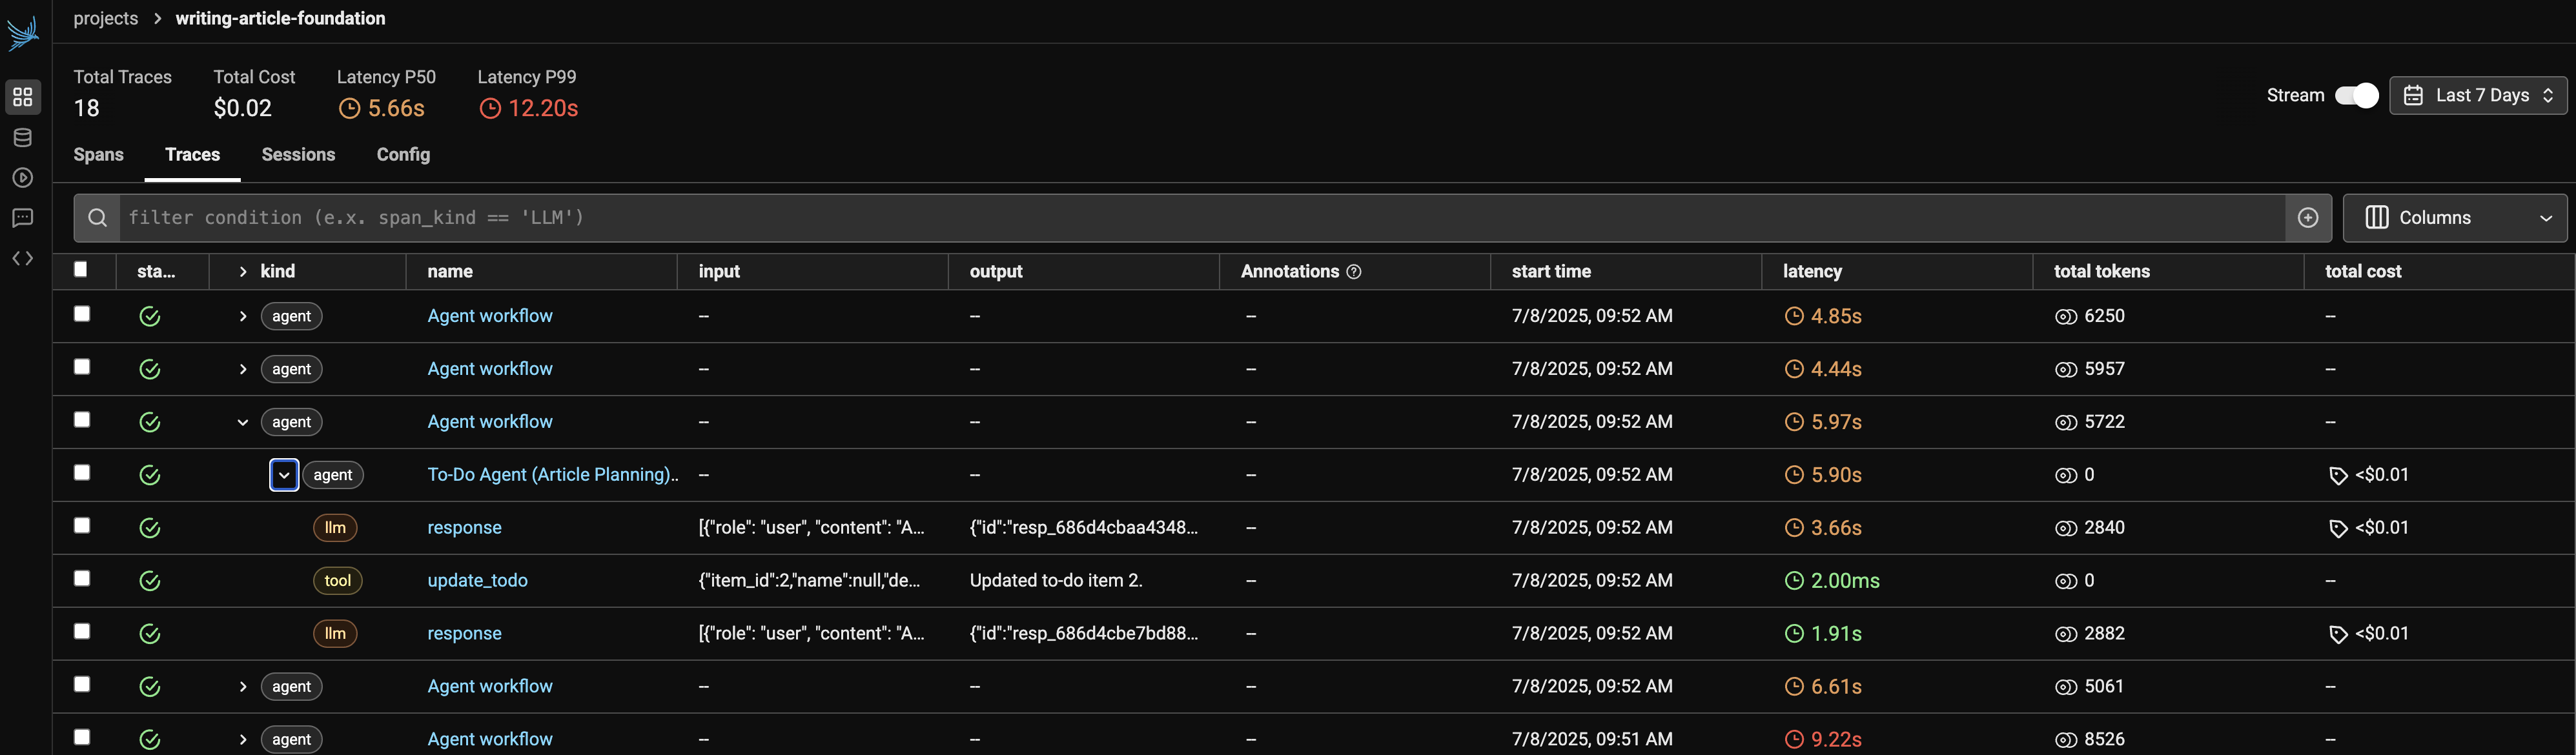 projects > writing-article-foundation
Total Traces Total Cost Latency P50 Latency P99
18 $0.02 5.66s 12.20s
Stream Last 7 Days
Spans Traces Sessions Config
filter condition (e.x. span_kind == 'LLM') Columns
sta... kind name input output Annotations start time latency total tokens total cost
agent Agent workflow -- -- -- 7/8/2025, 09:52 AM 4.85s 6250 --
agent Agent workflow -- -- -- 7/8/2025, 09:52 AM 4.44s 5957 --
agent Agent workflow -- -- -- 7/8/2025, 09:52 AM 5.97s 5722 --
agent To-Do Agent (Article Planning).. -- -- -- 7/8/2025, 09:52 AM 5.90s 0 <$0.01
llm response [{"role": "user", "content": "A... {"id":"resp_686d4cbaa4348... -- 7/8/2025, 09:52 AM 3.66s 2840 <$0.01
tool update_todo {"item_id":2,"name":null,"de... Updated to-do item 2. -- 7/8/2025, 09:52 AM 2.00ms 0 --
llm response [{"role": "user", "content": "A... {"id":"resp_686d4cbe7bd88... -- 7/8/2025, 09:52 AM 1.91s 2882 <$0.01
agent Agent workflow -- -- -- 7/8/2025, 09:52 AM 6.61s 5061 --
agent Agent workflow -- -- -- 7/8/2025, 09:51 AM 9.22s 8526 --